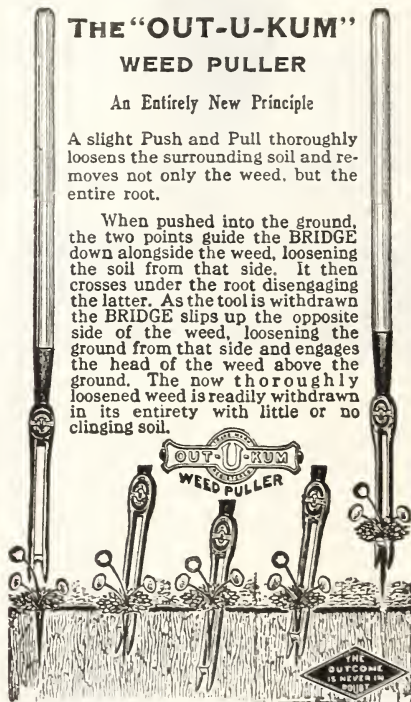 THE "OUT-U-KUM"
WEED PULLER
An Entirely New Principle
A slight Push and Pull thoroughly
loosens the surrounding soil and re-
moves not only the weed, but the
entire root.
When pushed into the ground,
the two points guide the BRIDGE
down alongside the weed, loosening
the soil from that side. It then
crosses under the root disengaging
the latter. As the tool is withdrawn
the BRIDGE slips up the opposite
side of the weed, loosening the
ground from that side and engages
the head of the weed above the
ground. The now thoroughly
loosened weed is readily withdrawn
in its entirety with little or no
clinging soil.
OUT-U-KUM
WEED PULLER
THE
OUTCOME
IS NEVER IN
DOUBT